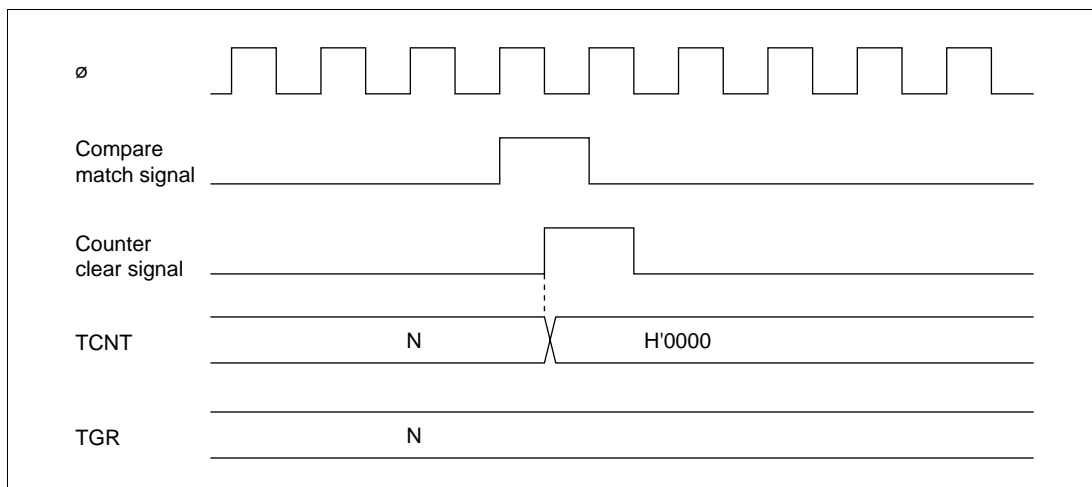 ø
Compare
match signal
Counter
clear signal
TCNT
N
H'0000
TGR
N